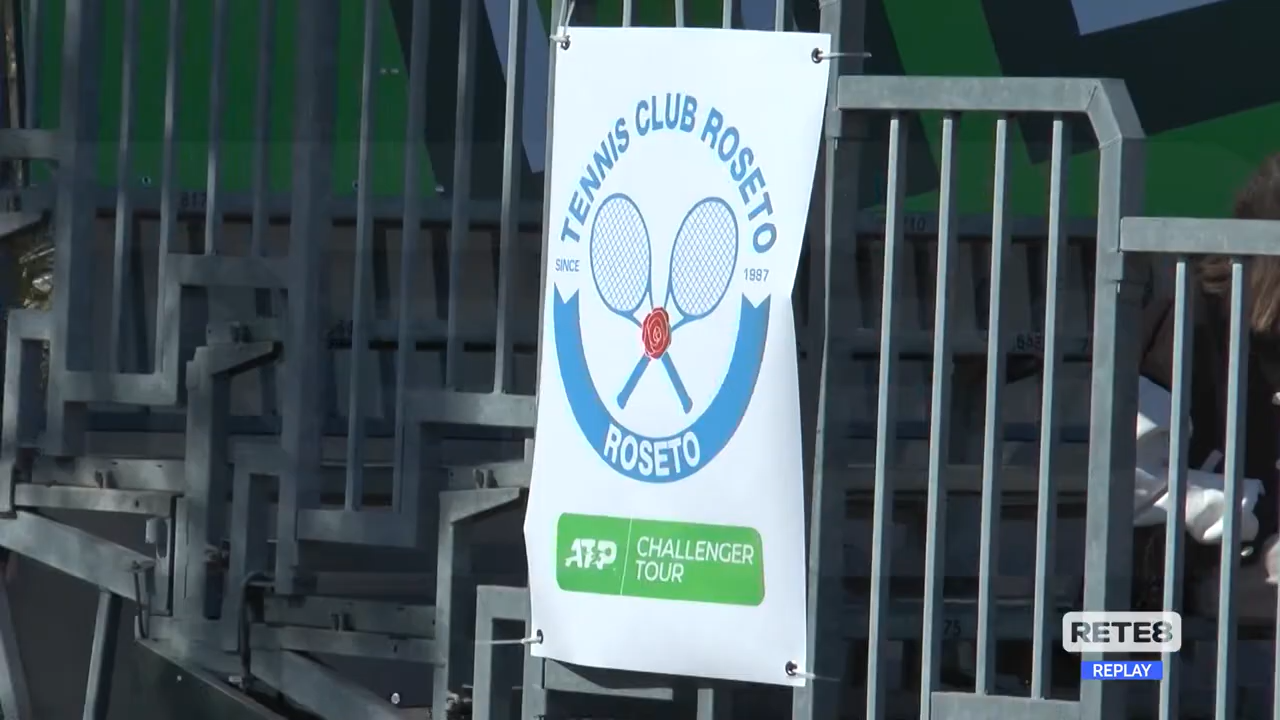 TENNIS CLUB ROSETO
SINCE
1987
ROSETO
ATP
CHALLENGER
TOUR
RETE8
REPLAY